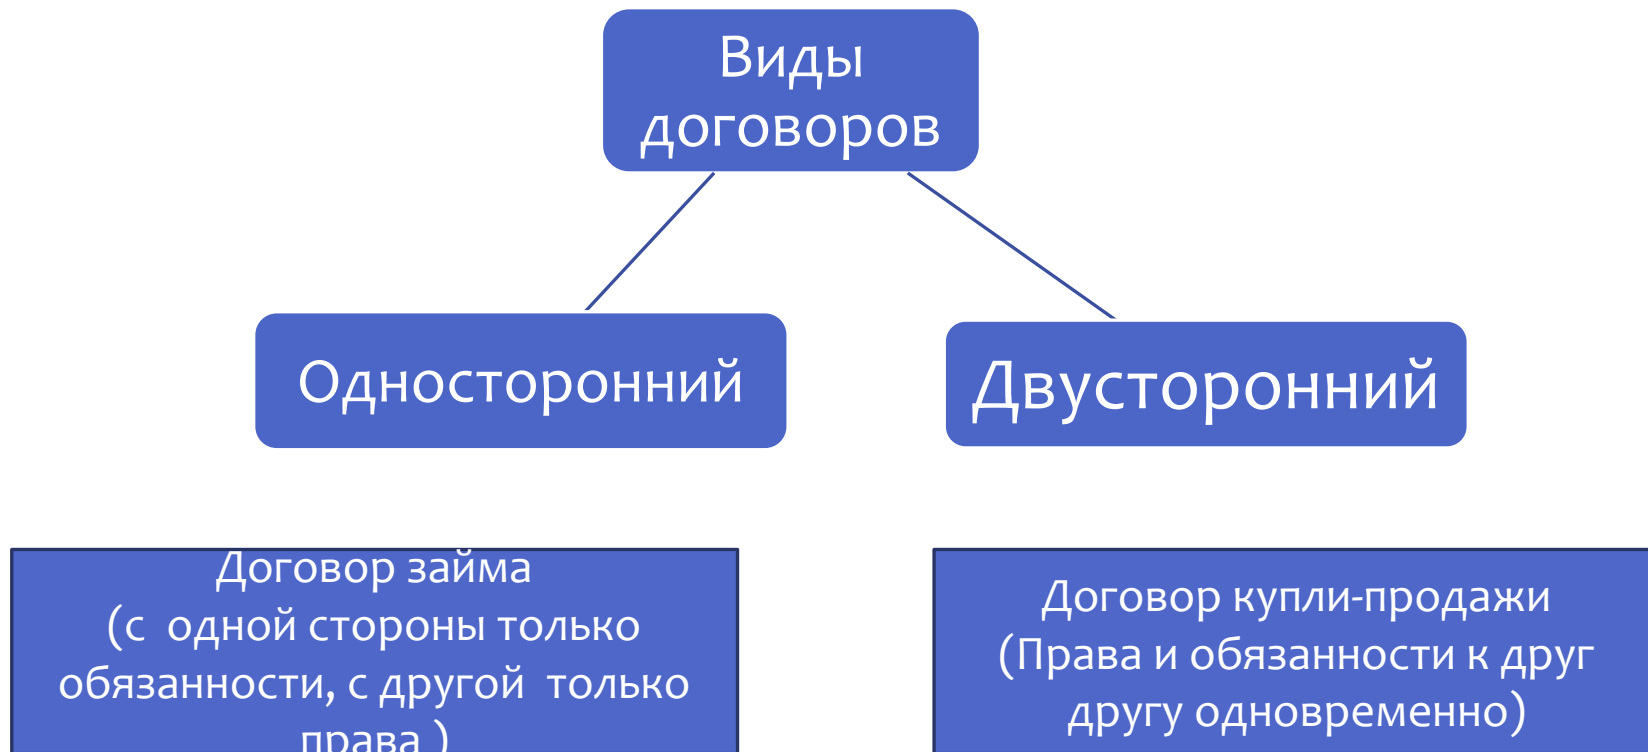 Виды
договоров
Односторонний
Двусторонний
Договор займа
(с одной стороны только
обязанности, с другой только
права )
Договор купли-продажи
(Права и обязанности к друг
другу одновременно)